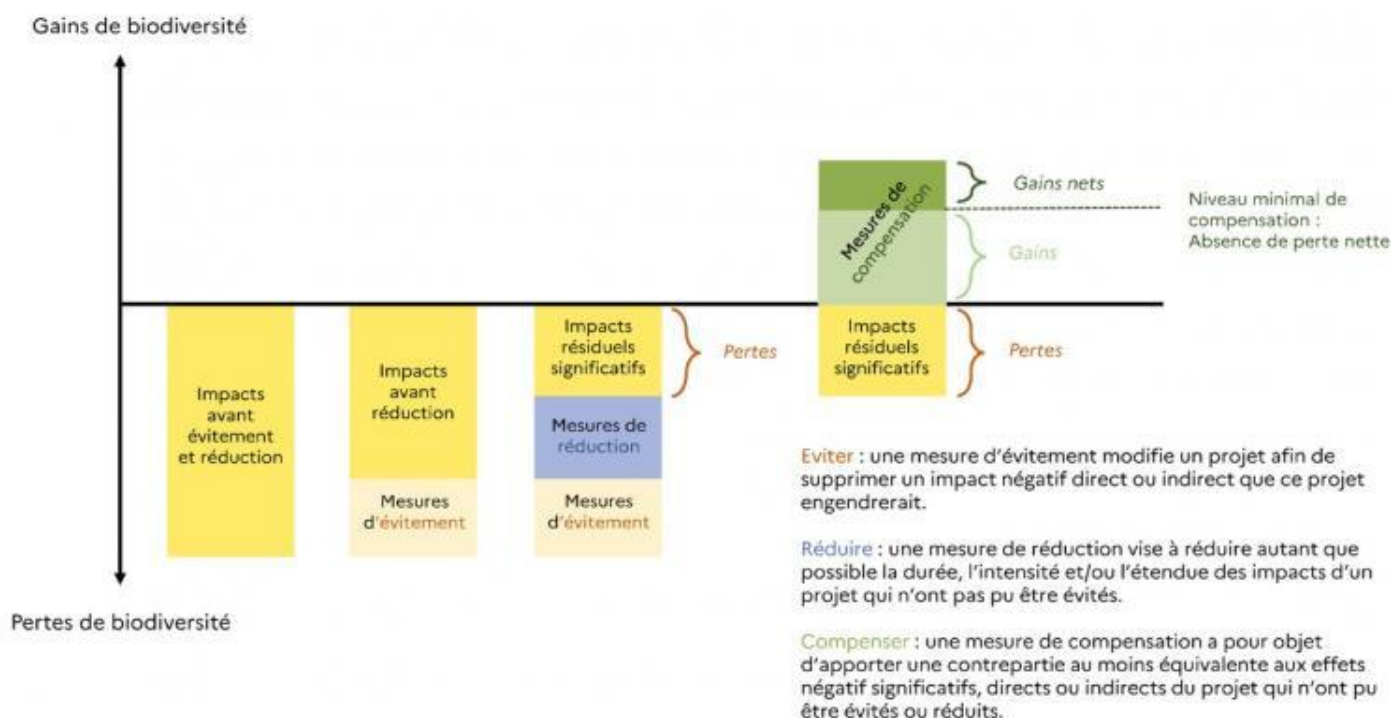 Gains de biodiversité
Mesures de
compensation
Gains nets
Niveau minimal de
compensation :
Absence de perte nette
Gains
Impacts
avant
évitement
et réduction
Impacts
avant
réduction
Mesures
d'évitement
Impacts
résiduels
significatifs
Pertes
Mesures de
réduction
Mesures
d'évitement
Impacts
résiduels
significatifs
Pertes
Pertes de biodiversité
Eviter : une mesure d'évitement modifie un projet afin de
supprimer un impact négatif direct ou indirect que ce projet
engendrerait.
Réduire : une mesure de réduction vise à réduire autant que
possible la durée, l'intensité et/ou l'étendue des impacts d'un
projet qui n'ont pas pu être évités.
Compenser : une mesure de compensation a pour objet
d'apporter une contrepartie au moins équivalente aux effets
négatif significatifs, directs ou indirects du projet qui n'ont pu
être évités ou réduits.